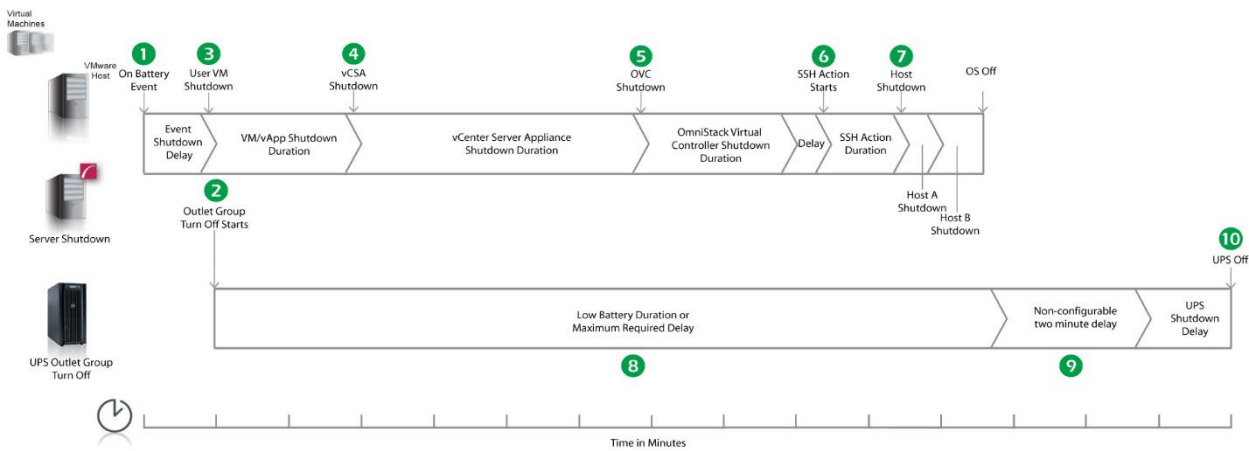 Virtual
Machines
VMware
Host
1
On Battery
Event
3
User VM
Shutdown
4
vCSA
Shutdown
5
OVC
Shutdown
6
SSH Action
Starts
7
Host
Shutdown
OS Off
Event
Shutdown
Delay
VM/vApp Shutdown
Duration
vCenter Server Appliance
Shutdown Duration
OmniStack Virtual
Controller Shutdown
Duration
Delay
SSH Action
Duration
Host A
Shutdown
Host B
Shutdown
2
Outlet Group
Turn Off Starts
Server Shutdown
10
UPS Off
Low Battery Duration or
Maximum Required Delay
Non-configurable
two minute delay
UPS
Shutdown
Delay
UPS Outlet Group
Turn Off
8
9
Time in Minutes